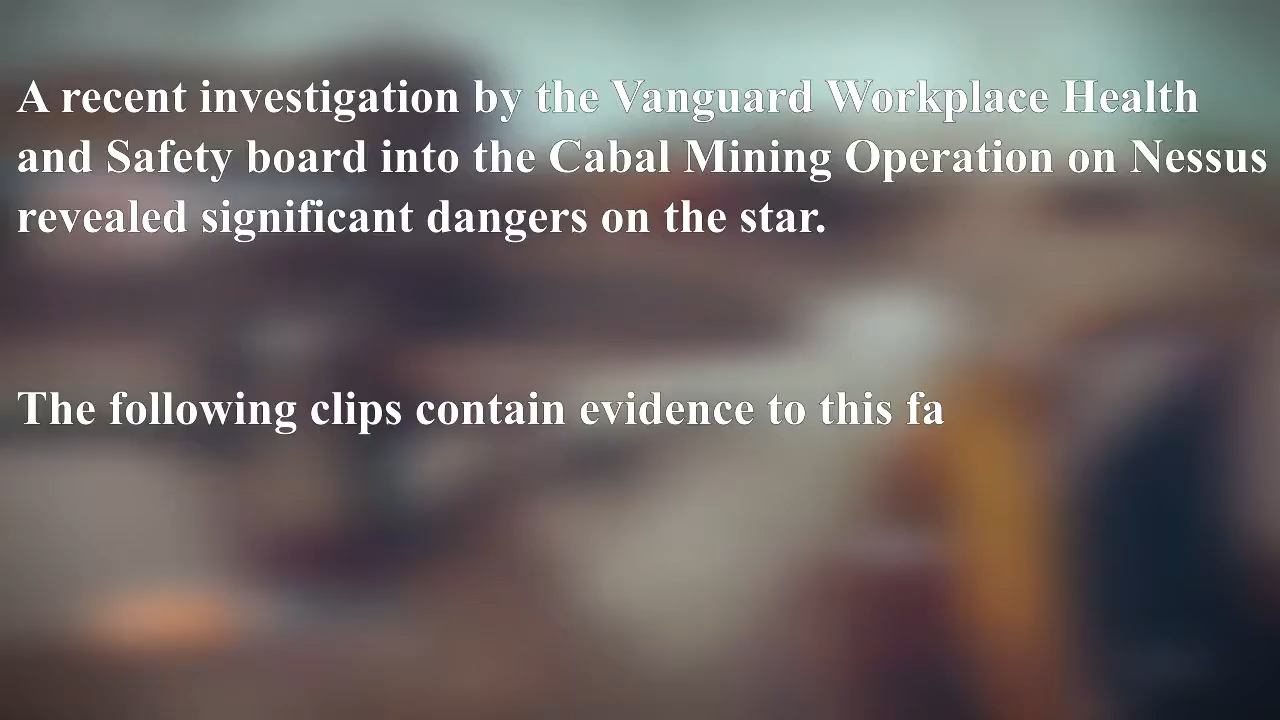 A recent investigation by the Vanguard Workplace Health
and Safety board into the Cabal Mining Operation on Nessus
revealed significant dangers on the star.
The following clips contain evidence to this fa